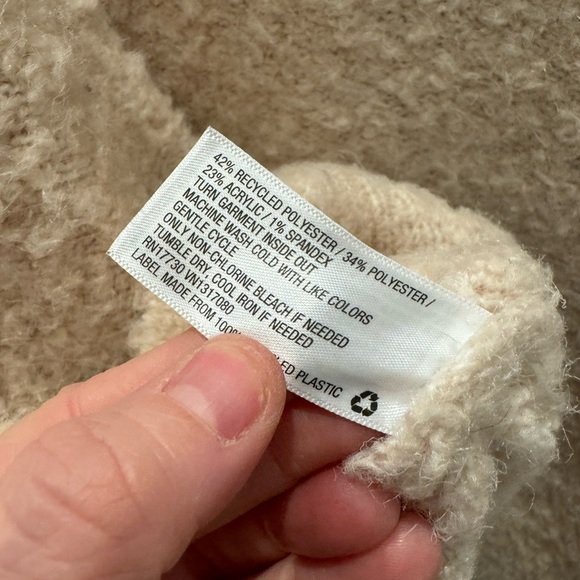 42% RECYCLED POLYESTER / 34% POLYESTER /
23% ACRYLIC / 1% SPANDEX
TURN GARMENT INSIDE OUT
MACHINE WASH COLD WITH LIKE COLORS
GENTLE CYCLE
ONLY NON-CHLORINE BLEACH IF NEEDED
TUMBLE DRY, COOL IRON IF NEEDED
RN17730 VN1317080
LABEL MADE FROM PLASTIC